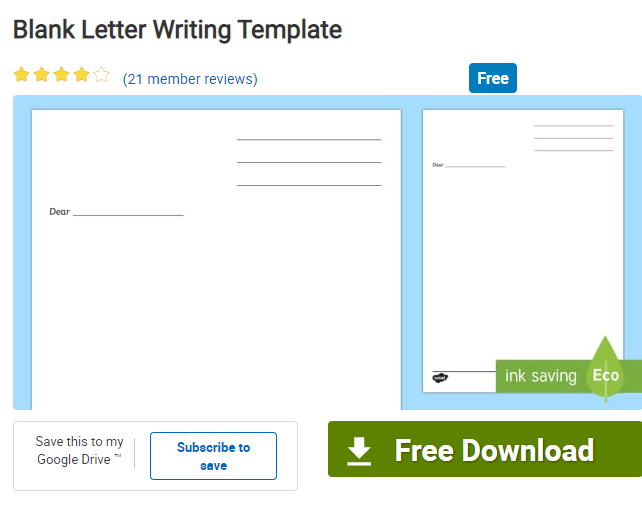 Blank Letter Writing Template
(21 member reviews)
Free
Dear
Dear
ink saving Eco
Save this to my
Google Drive ™
Subscribe to
save
Free Download